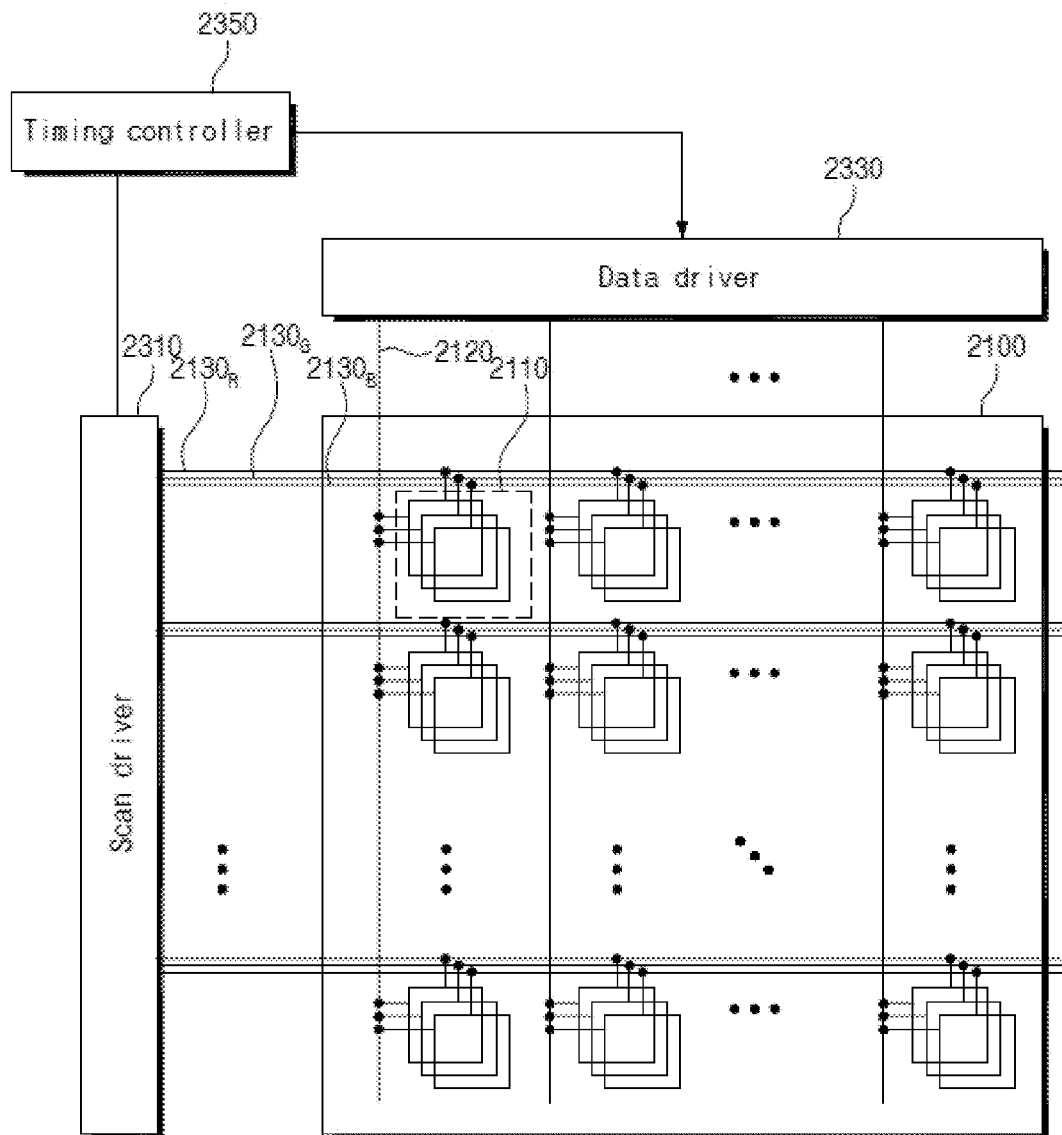 2350
Timing controller
2330
Data driver
2310
2130R
2130G
2130B
2120
2110
2100
Scan driver